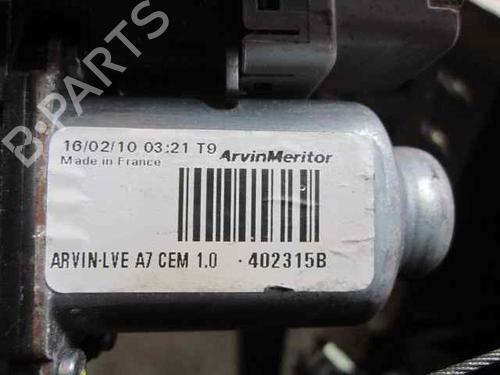 16/02/10 03:21 T9 ArvinMeritor
Made in France
ARVIN-LVE A7 CEM 1.0 · 402315B
B-PARTS